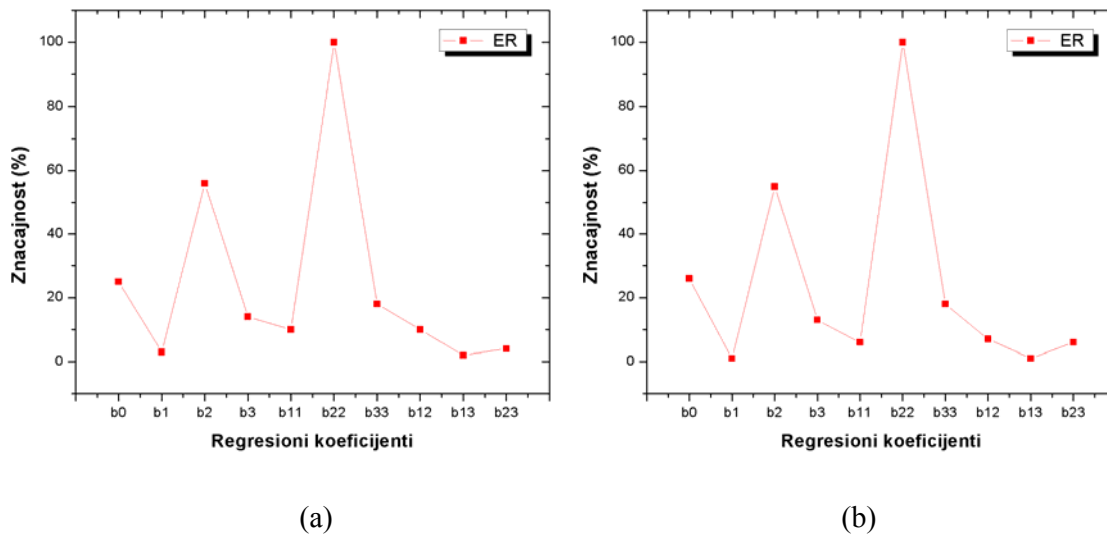 ER
100
80
60
40
20
0
Znacajnost (%)
b0 b1 b2 b3 b11 b22 b33 b12 b13 b23
Regresioni koeficijenti
(a)
ER
100
80
60
40
20
0
Znacajnost (%)
b0 b1 b2 b3 b11 b22 b33 b12 b13 b23
Regresioni koeficijenti
(b)